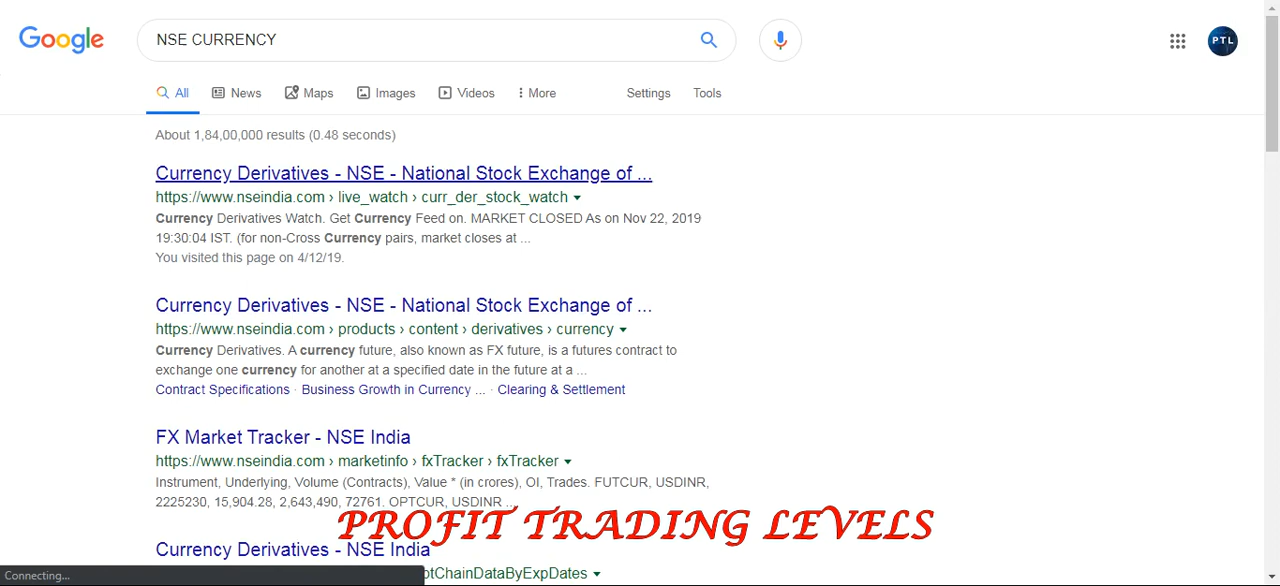 Google
NSE CURRENCY
PTL
All News Maps Images Videos More Settings Tools
About 1,84,00,000 results (0.48 seconds)
Currency Derivatives - NSE - National Stock Exchange of ...
https://www.nseindia.com › live_watch › curr_der_stock_watch
Currency Derivatives Watch. Get Currency Feed on. MARKET CLOSED As on Nov 22, 2019
19:30:04 IST. (for non-Cross Currency pairs, market closes at ...
You visited this page on 4/12/19.
Currency Derivatives - NSE - National Stock Exchange of ...
https://www.nseindia.com › products › content › derivatives › currency
Currency Derivatives. A currency future, also known as FX future, is a futures contract to
exchange one currency for another at a specified date in the future at a ...
Contract Specifications · Business Growth in Currency ... · Clearing & Settlement
FX Market Tracker - NSE India
https://www.nseindia.com › marketinfo › fxTracker › fxTracker
Instrument, Underlying, Volume (Contracts), Value * (in crores), OI, Trades. FUTCUR, USDINR,
2225230, 15,904.28, 2,643,490, 72761. OPTCUR, USDINR ...
PROFIT TRADING LEVELS
Currency Derivatives - NSE India
Connecting...